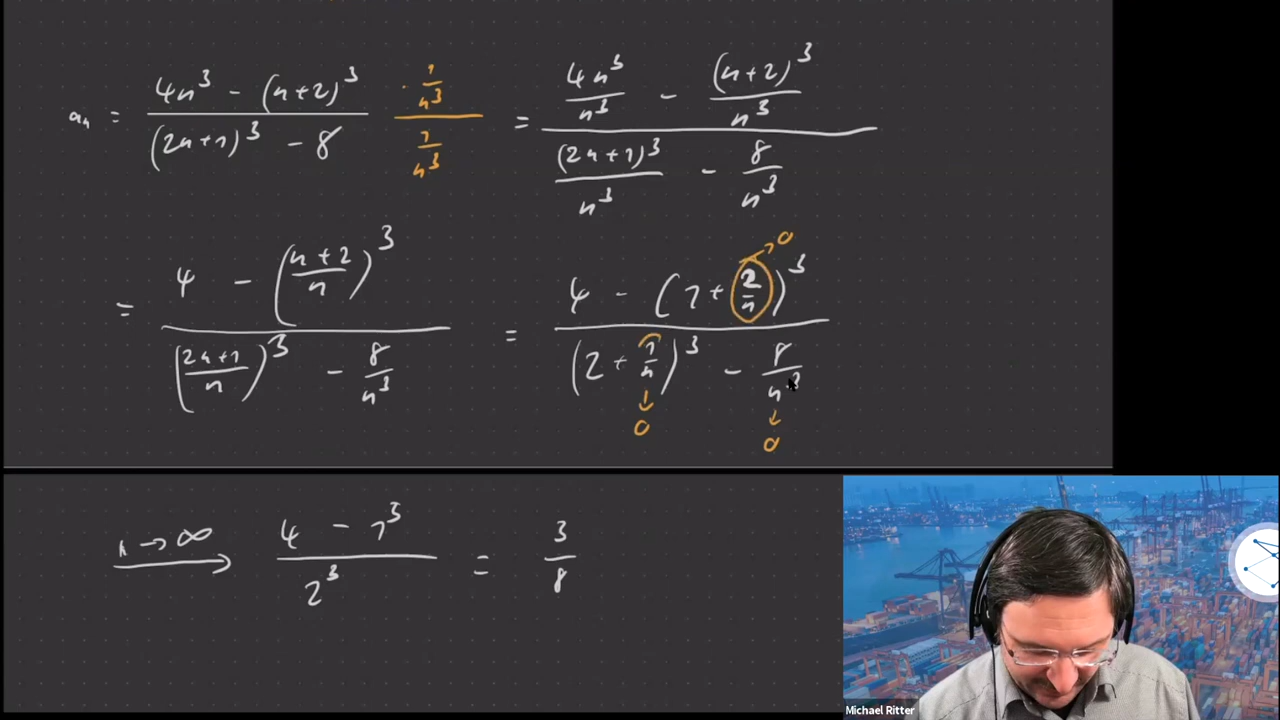 aₙ = (4n³ - (n+2)³) / ((2n+1)³ - 8) · (1/n³) / (1/n³) = (4n³/n³ - (n+2)³/n³) / ((2n+1)³/n³ - 8/n³)
= (4 - ((n+2)/n)³) / (((2n+1)/n)³ - 8/n³) = (4 - (1 + 2/n)³) / ((2 + 1/n)³ - 8/n³)
→ 0
↓ 0 ↓ 0
n → ∞ ⟶ (4 - 1³) / 2³ = 3/8
Michael Ritter